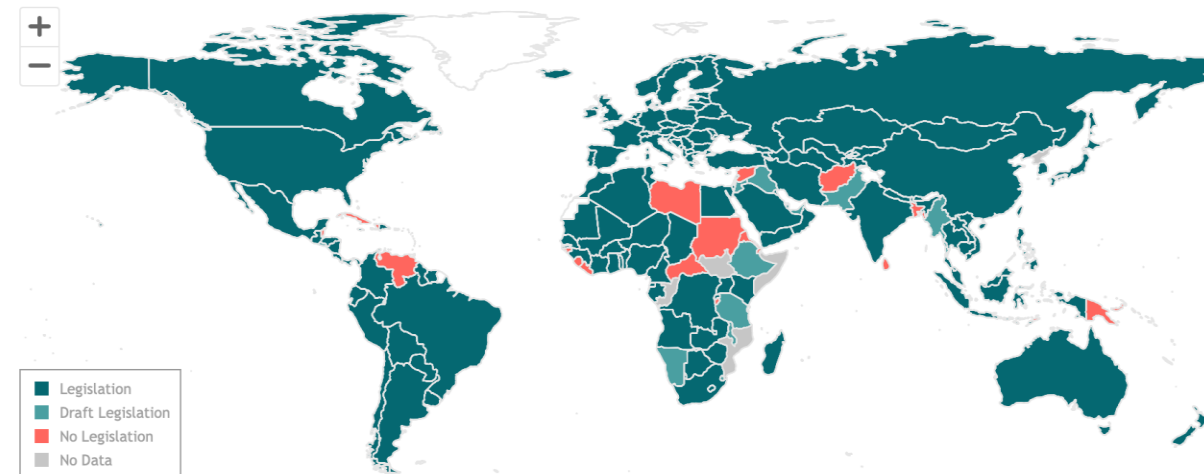 +
−
Legislation
Draft Legislation
No Legislation
No Data